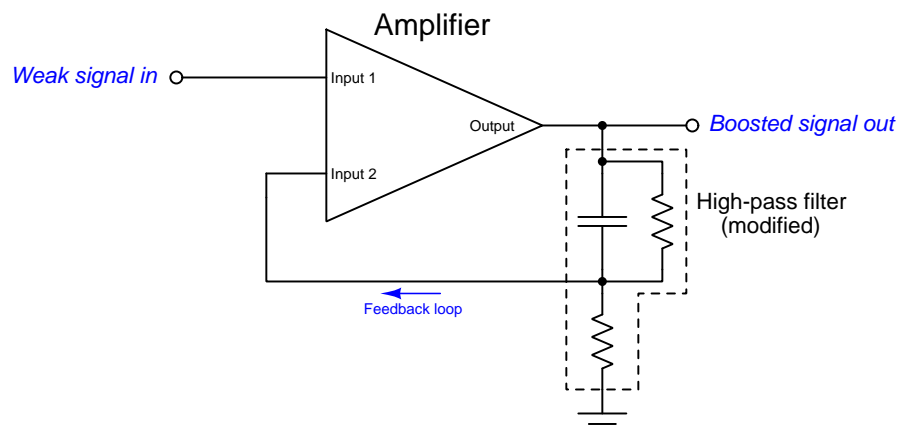 Amplifier
Weak signal in
Input 1
Output
Boosted signal out
Input 2
High-pass filter
(modified)
Feedback loop